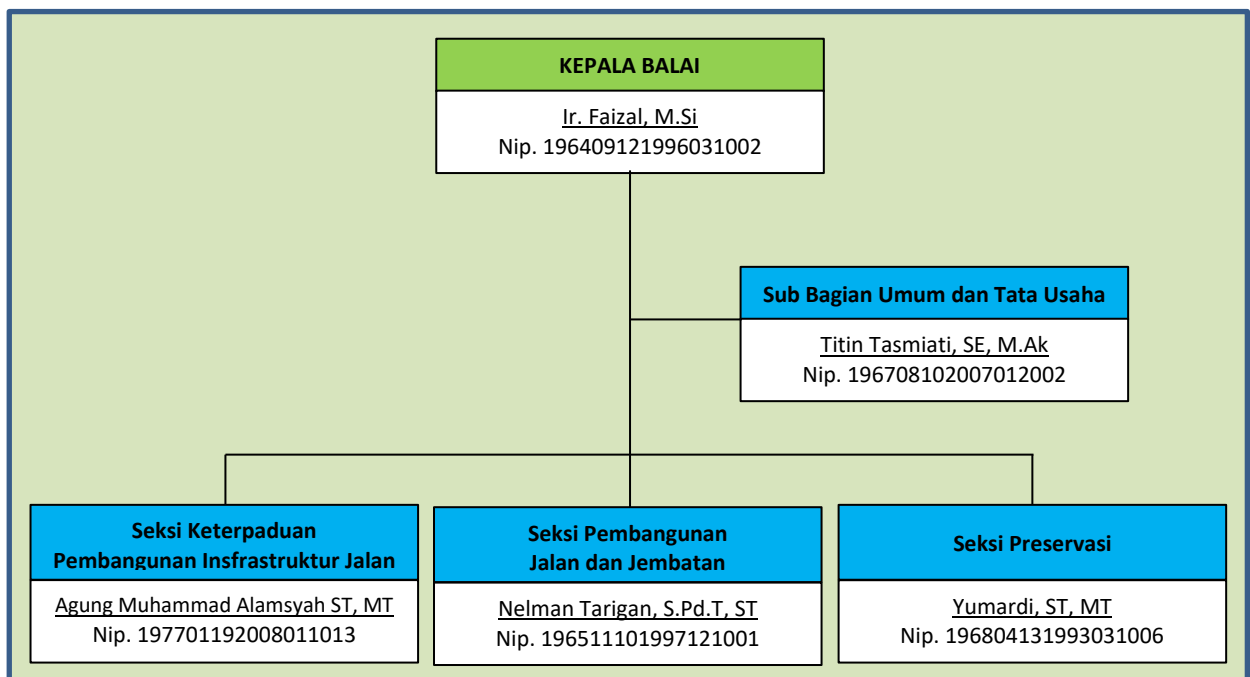 KEPALA BALAI
Ir. Faizal, M.Si
Nip. 196409121996031002
Sub Bagian Umum dan Tata Usaha
Titin Tasmiati, SE, M.Ak
Nip. 196708102007012002
Seksi Keterpaduan
Pembangunan Insfrastruktur Jalan
Agung Muhammad Alamsyah ST, MT
Nip. 197701192008011013
Seksi Pembangunan
Jalan dan Jembatan
Nelman Tarigan, S.Pd.T, ST
Nip. 196511101997121001
Seksi Preservasi
Yumardi, ST, MT
Nip. 196804131993031006